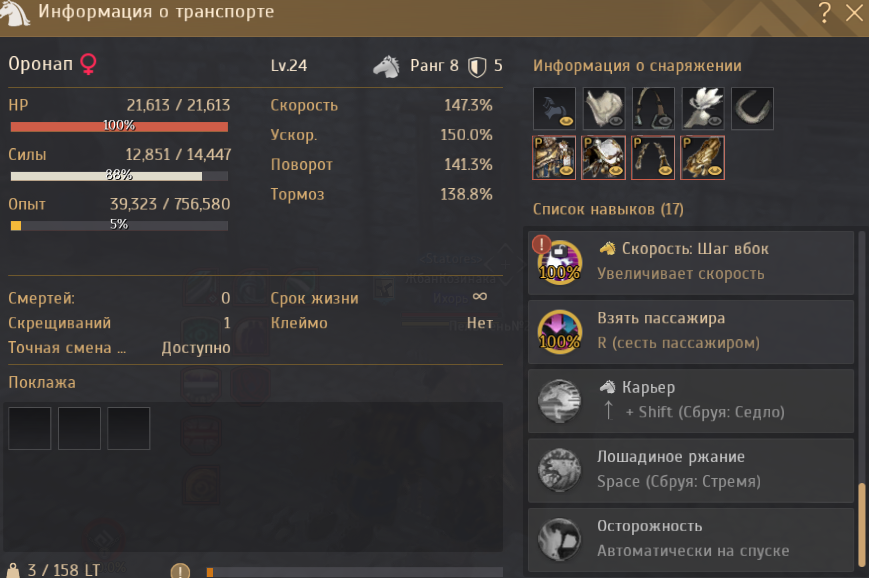 Информация о транспорте
?
Оронап
Lv.24
Ранг 8
5
HP 21,613 / 21,613
100%
Силы 12,851 / 14,447
88%
Опыт 39,323 / 756,580
5%
Скорость 147.3%
Ускор. 150.0%
Поворот 141.3%
Тормоз 138.8%
Смертей: 0
Скрещиваний 1
Точная смена ... Доступно
Срок жизни ∞
Клеймо Нет
Поклажа
3 / 158 LT
!
Информация о снаряжении
P P P P
Список навыков (17)
!
100%
Скорость: Шаг вбок
Увеличивает скорость
100%
Взять пассажира
R (сесть пассажиром)
Карьер
↑ + Shift (Сбруя: Седло)
Лошадиное ржание
Space (Сбруя: Стремя)
Осторожность
Автоматически на спуске